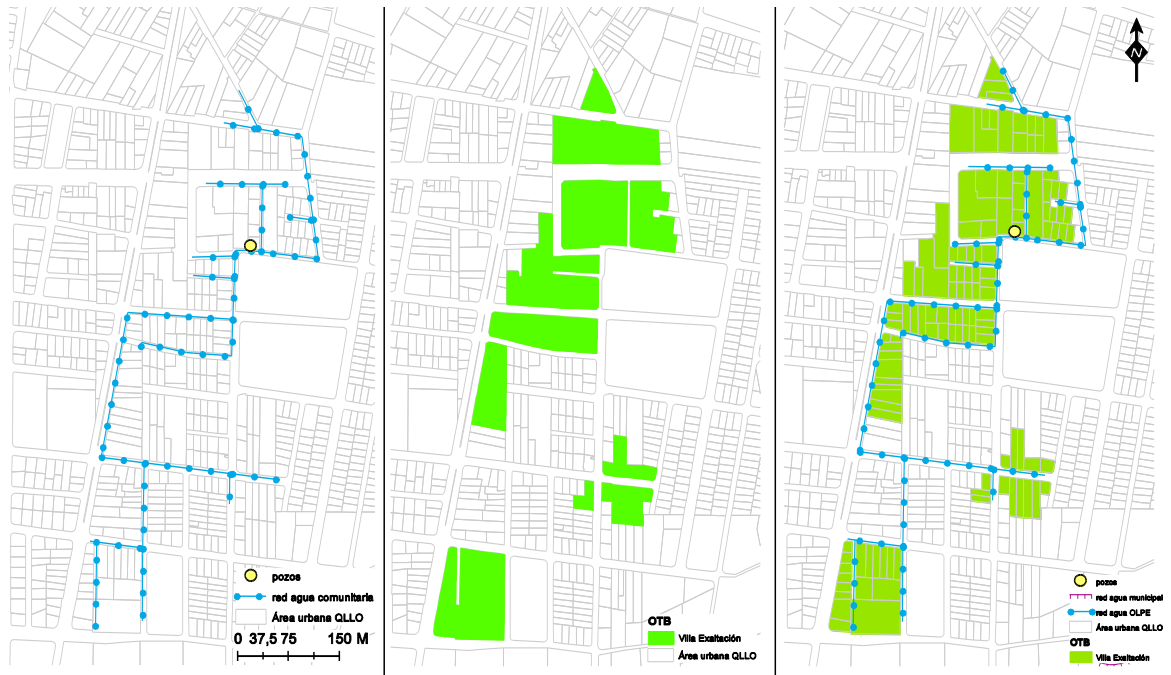 pozos
red agua comunitaria
Área urbana QLLO
0 37,5 75 150 M
OTB
Villa Exaltación
Área urbana QLLO
N
pozos
red agua municipal
red agua OLPE
Área urbana QLLO
OTB
Villa Exaltación